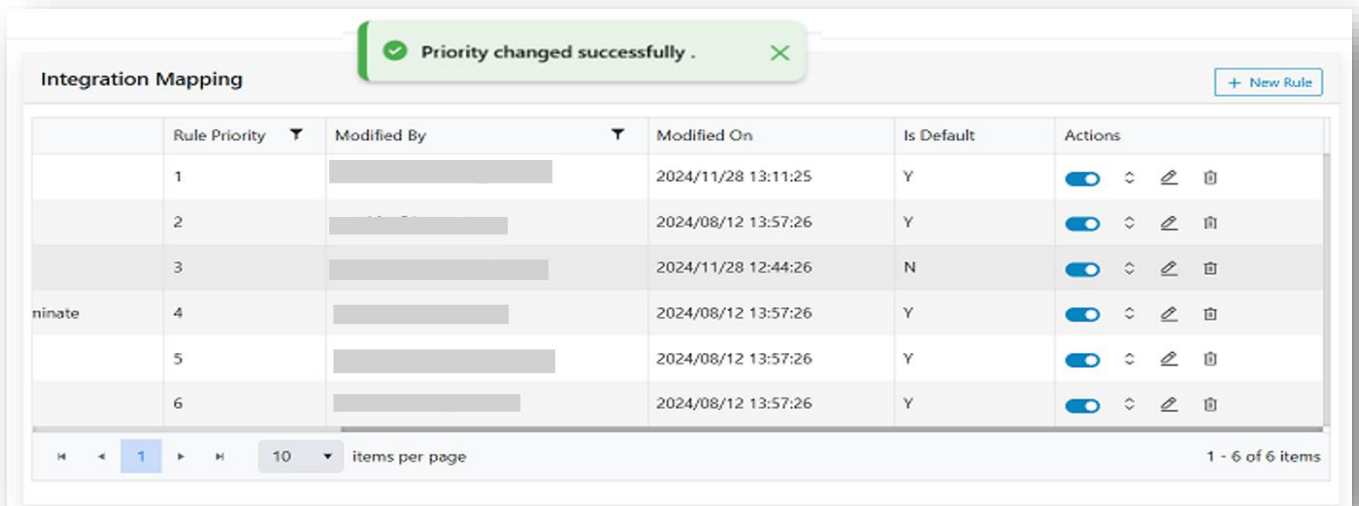 Priority changed successfully .
Integration Mapping
+ New Rule
Rule Priority Modified By Modified On Is Default Actions
1 2024/11/28 13:11:25 Y
2 2024/08/12 13:57:26 Y
3 2024/11/28 12:44:26 N
minate 4 2024/08/12 13:57:26 Y
5 2024/08/12 13:57:26 Y
6 2024/08/12 13:57:26 Y
1 10 items per page 1 - 6 of 6 items